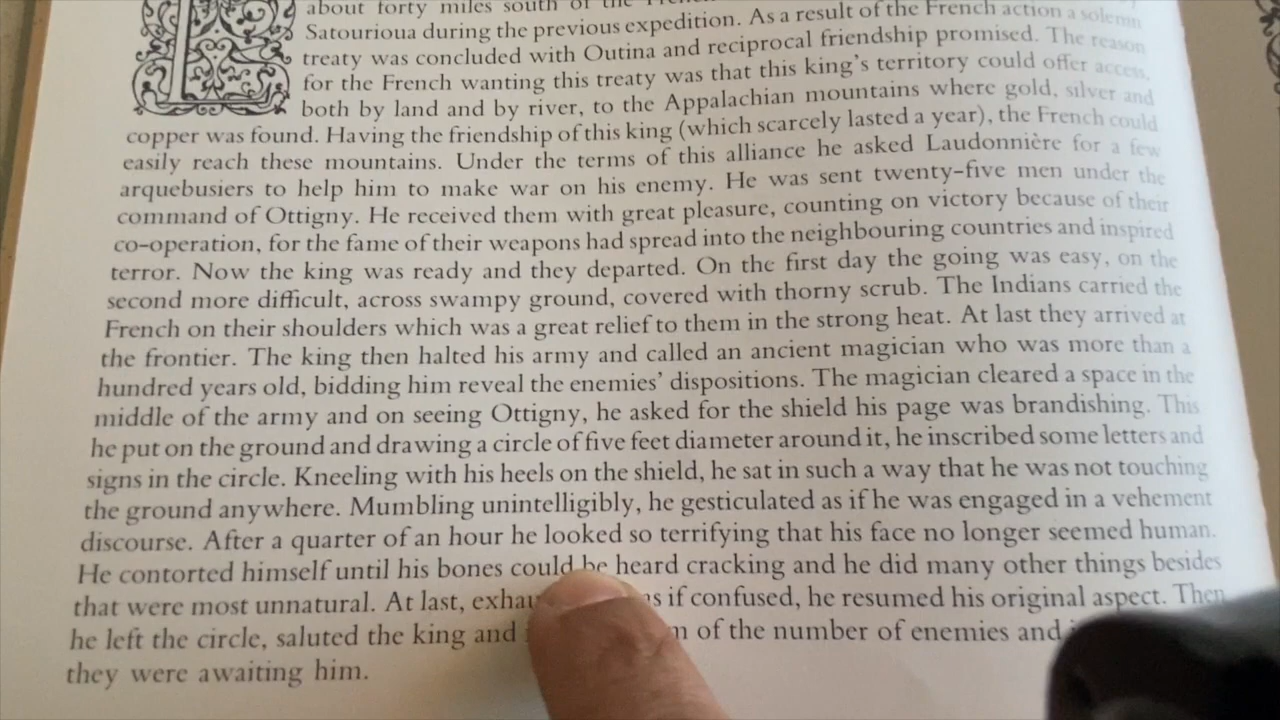 about forty miles south of the
Satourioua during the previous expedition. As a result of the French action a solemn
treaty was concluded with Outina and reciprocal friendship promised. The reason
for the French wanting this treaty was that this king's territory could offer access,
both by land and by river, to the Appalachian mountains where gold, silver and
copper was found. Having the friendship of this king (which scarcely lasted a year), the French could
easily reach these mountains. Under the terms of this alliance he asked Laudonnière for a few
arquebusiers to help him to make war on his enemy. He was sent twenty-five men under the
command of Ottigny. He received them with great pleasure, counting on victory because of their
co-operation, for the fame of their weapons had spread into the neighbouring countries and inspired
terror. Now the king was ready and they departed. On the first day the going was easy, on the
second more difficult, across swampy ground, covered with thorny scrub. The Indians carried the
French on their shoulders which was a great relief to them in the strong heat. At last they arrived at
the frontier. The king then halted his army and called an ancient magician who was more than a
hundred years old, bidding him reveal the enemies' dispositions. The magician cleared a space in the
middle of the army and on seeing Ottigny, he asked for the shield his page was brandishing. This
he put on the ground and drawing a circle of five feet diameter around it, he inscribed some letters and
signs in the circle. Kneeling with his heels on the shield, he sat in such a way that he was not touching
the ground anywhere. Mumbling unintelligibly, he gesticulated as if he was engaged in a vehement
discourse. After a quarter of an hour he looked so terrifying that his face no longer seemed human.
He contorted himself until his bones could be heard cracking and he did many other things besides
that were most unnatural. At last, if confused, he resumed his original aspect. Then
he left the circle, saluted the king and of the number of enemies and
they were awaiting him.